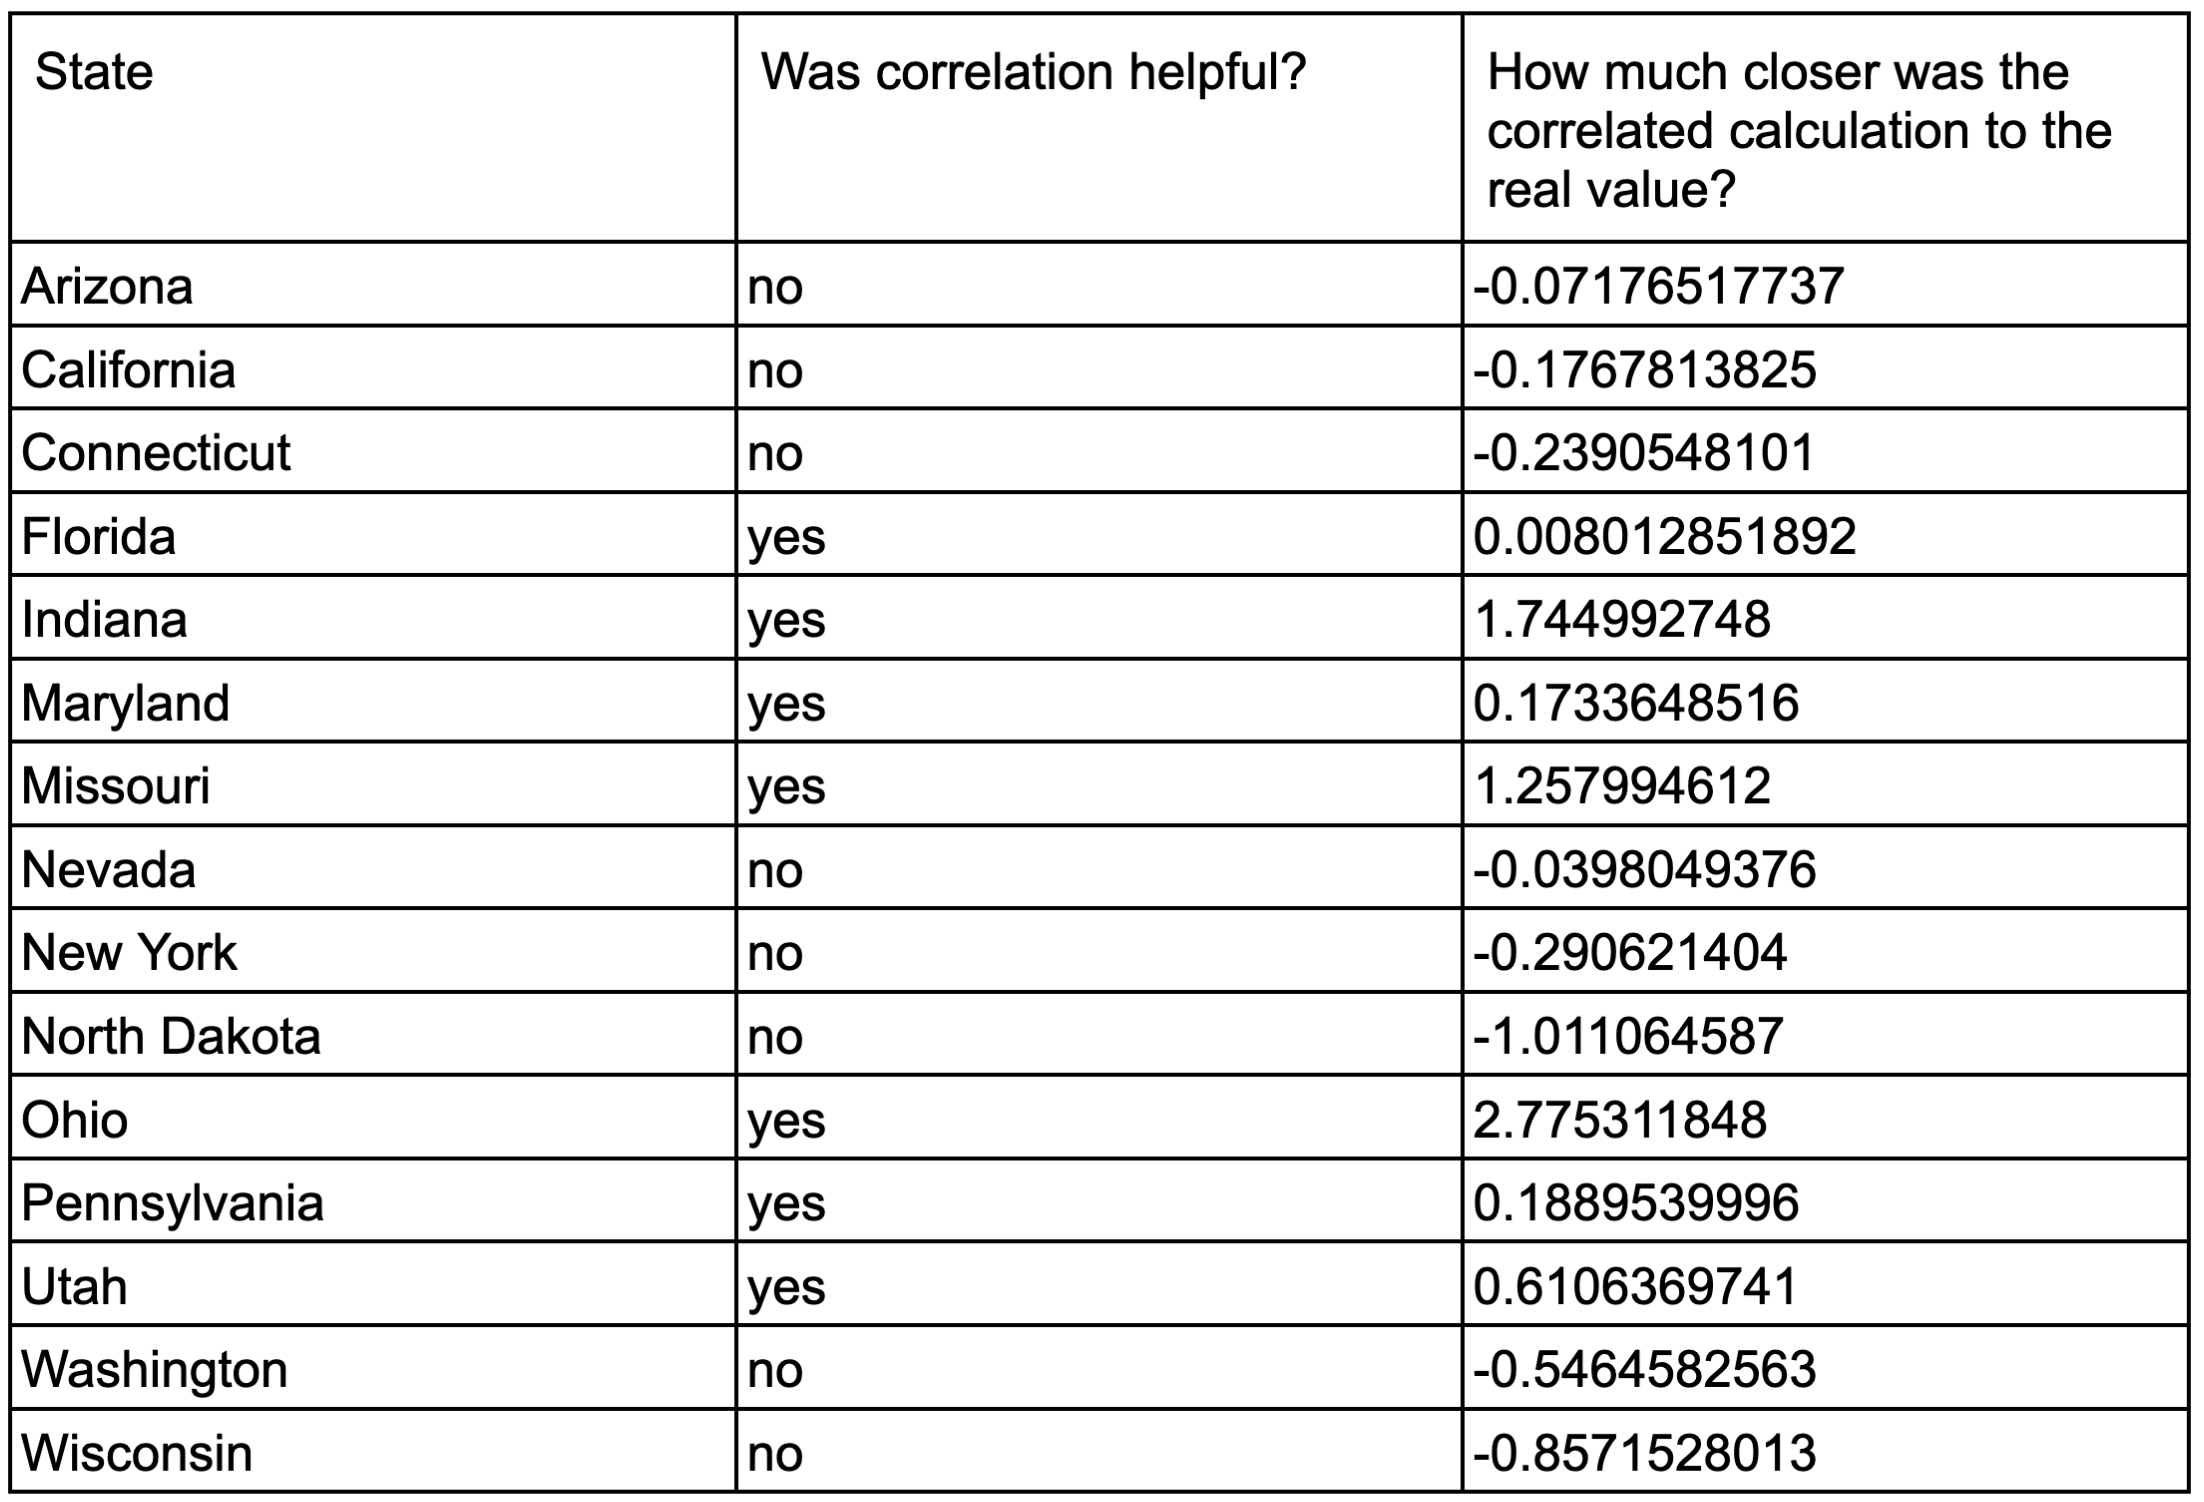 State Was correlation helpful? How much closer was the
correlated calculation to the
real value?
Arizona no -0.07176517737
California no -0.1767813825
Connecticut no -0.2390548101
Florida yes 0.008012851892
Indiana yes 1.744992748
Maryland yes 0.1733648516
Missouri yes 1.257994612
Nevada no -0.0398049376
New York no -0.290621404
North Dakota no -1.011064587
Ohio yes 2.775311848
Pennsylvania yes 0.1889539996
Utah yes 0.6106369741
Washington no -0.5464582563
Wisconsin no -0.8571528013